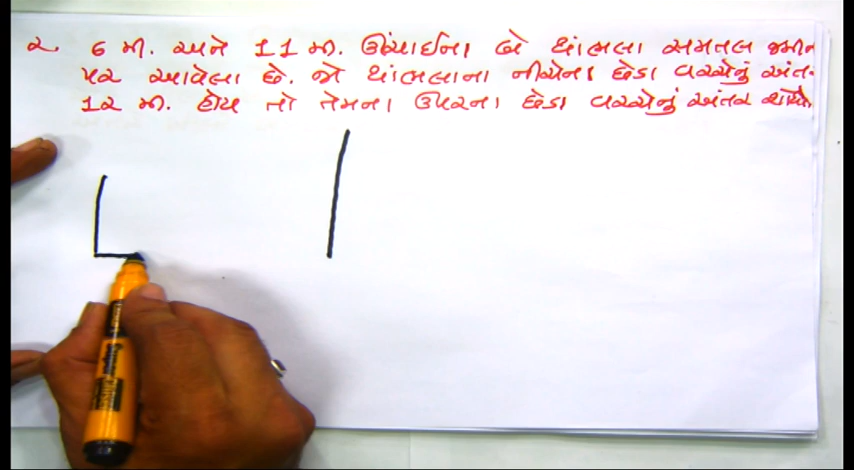 ૨. 6 મી. અને 11 મી. ઊંચાઈના બે થાંભલા સમતલ જમીન
પર આવેલા છે. જો થાંભલાના નીચેના છેડા વચ્ચેનું અંતર
12 મી. હોય તો તેમના ઉપરના છેડા વચ્ચેનું અંતર શોધો.